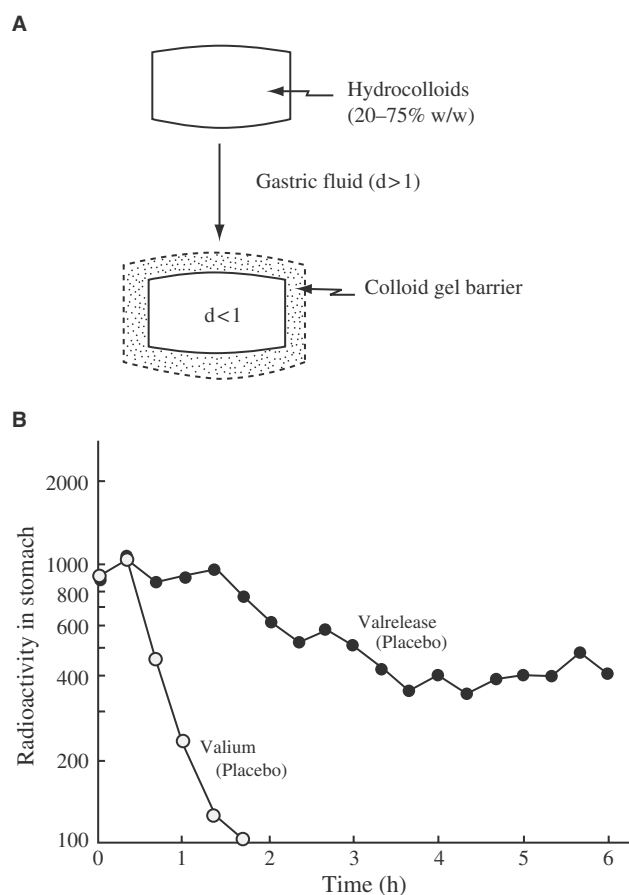 A
Hydrocolloids
(20–75% w/w)
Gastric fluid (d>1)
Colloid gel barrier
d<1
B
Radioactivity in stomach
2000
1000
800
600
400
200
100
Valrelease
(Placebo)
Valium
(Placebo)
0 1 2 3 4 5 6
Time (h)